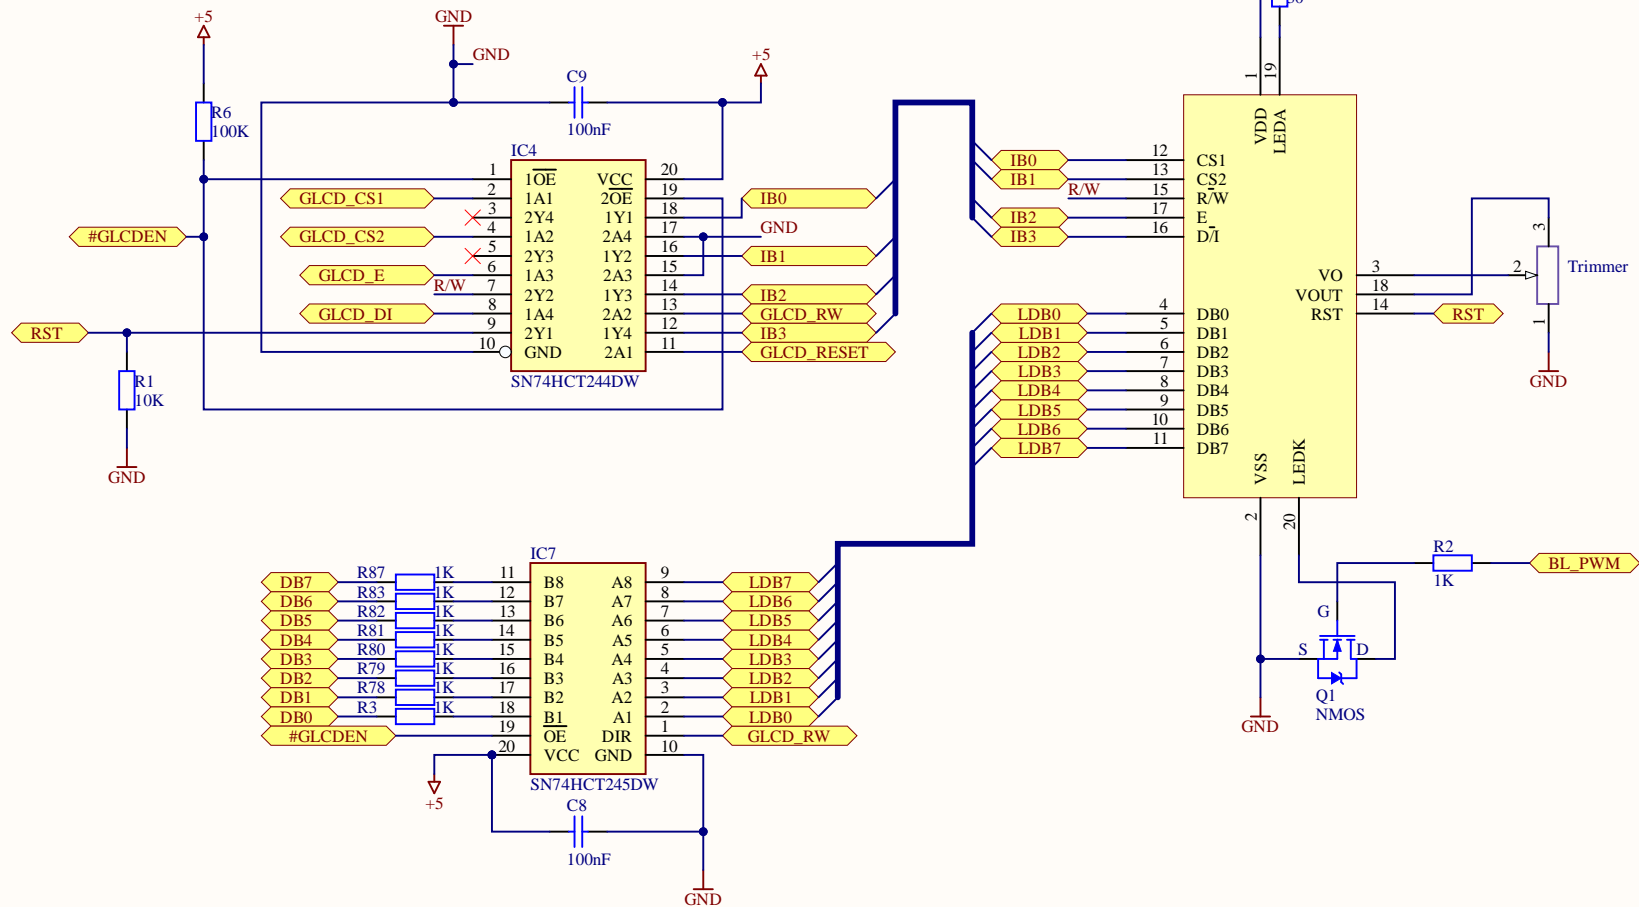 +5
GND
GND
+5
C9
100nF
R6
100K
IC4
1 1OE VCC 20
GLCD_CS1 2 1A1 2OE 19
3 2Y4 1Y1 18 IB0
#GLCDEN GLCD_CS2 4 1A2 2A4 17 GND
5 2Y3 1Y2 16 IB1
GLCD_E 6 1A3 2A3 15
R/W 7 2Y2 1Y3 14 IB2
GLCD_DI 8 1A4 2A2 13 GLCD_RW
RST 9 2Y1 1Y4 12 IB3
10 GND 2A1 11 GLCD_RESET
SN74HCT244DW
R1
10K
GND
1 19
VDD LEDA
IB0 12 CS1
IB1 13 CS2
R/W 15 R/W
IB2 17 E
IB3 16 D/I
VO 3
VOUT 18
RST 14 RST
3
2
1
Trimmer
GND
LDB0 4 DB0
LDB1 5 DB1
LDB2 6 DB2
LDB3 7 DB3
LDB4 8 DB4
LDB5 9 DB5
LDB6 10 DB6
LDB7 11 DB7
VSS LEDK
2 20
R2
1K
BL_PWM
G
S D
Q1
NMOS
GND
IC7
DB7 R87 1K 11 B8 A8 9 LDB7
DB6 R83 1K 12 B7 A7 8 LDB6
DB5 R82 1K 13 B6 A6 7 LDB5
DB4 R81 1K 14 B5 A5 6 LDB4
DB3 R80 1K 15 B4 A4 5 LDB3
DB2 R79 1K 16 B3 A3 4 LDB2
DB1 R78 1K 17 B2 A2 3 LDB1
DB0 R3 1K 18 B1 A1 2 LDB0
#GLCDEN 19 OE DIR 1 GLCD_RW
20 VCC GND 10
SN74HCT245DW
+5
C8
100nF
GND